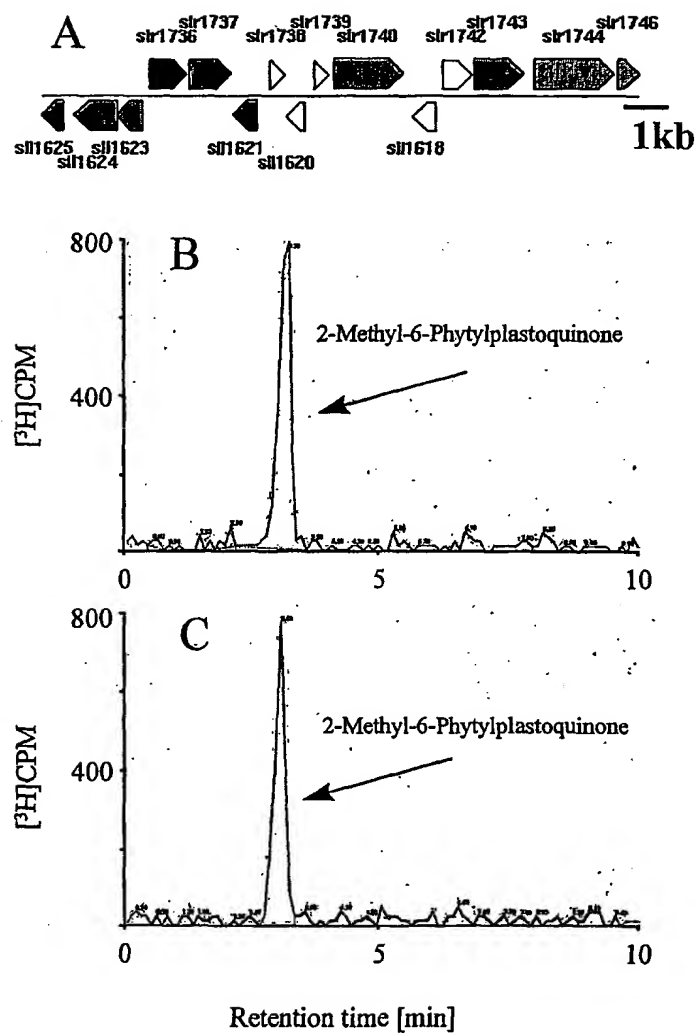 A
slr1736
slr1737
slr1738
slr1739
slr1740
slr1742
slr1743
slr1744
slr1746
sll1625
sll1624
sll1623
sll1621
sll1620
sll1618
1kb
B
800
400
[³H]CPM
2-Methyl-6-Phytylplastoquinone
0
5
10
C
800
400
[³H]CPM
2-Methyl-6-Phytylplastoquinone
0
5
10
Retention time [min]